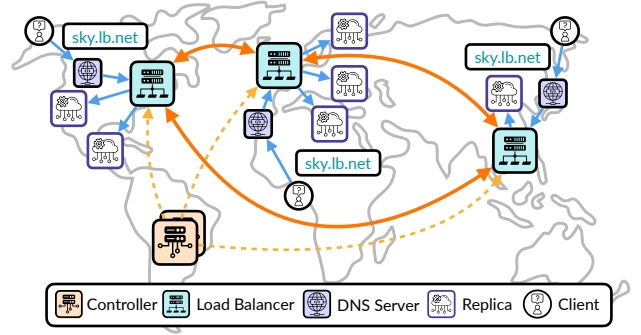 sky.lb.net
sky.lb.net
sky.lb.net
Controller
Load Balancer
DNS Server
Replica
Client